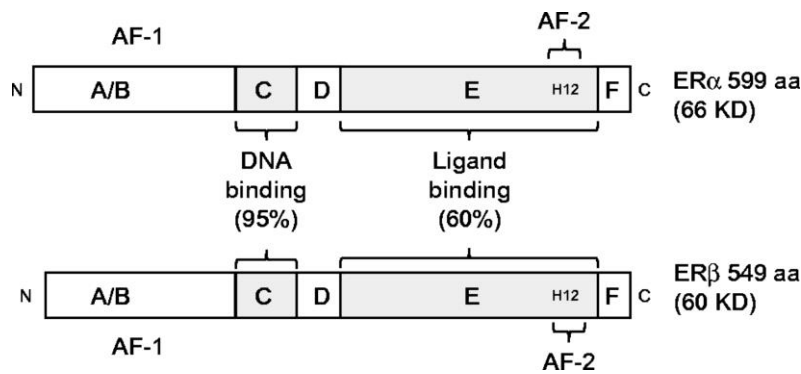 AF-1
AF-2
N A/B C D E H12 F C ERα 599 aa
(66 KD)
DNA Ligand
binding binding
(95%) (60%)
N A/B C D E H12 F C ERβ 549 aa
(60 KD)
AF-1
AF-2